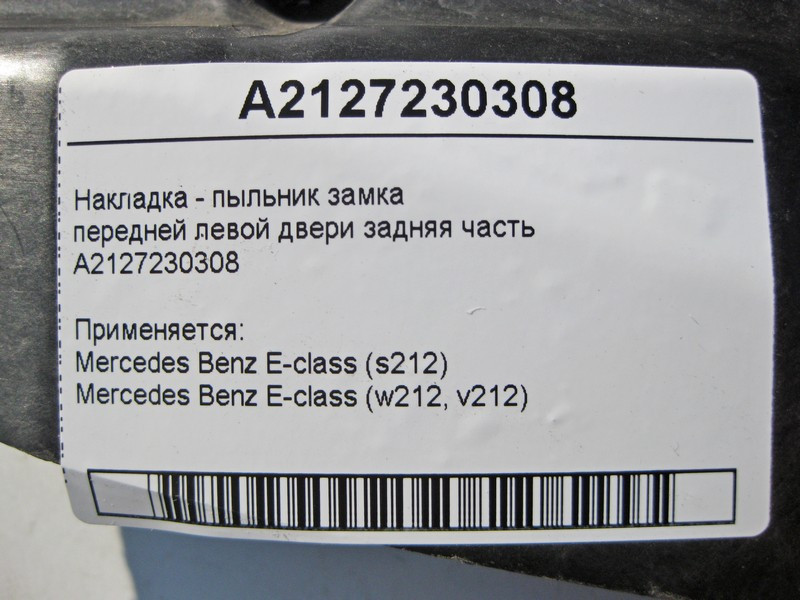 A2127230308
Накладка - пыльник замка
передней левой двери задняя часть
A2127230308
Применяется:
Mercedes Benz E-class (s212)
Mercedes Benz E-class (w212, v212)